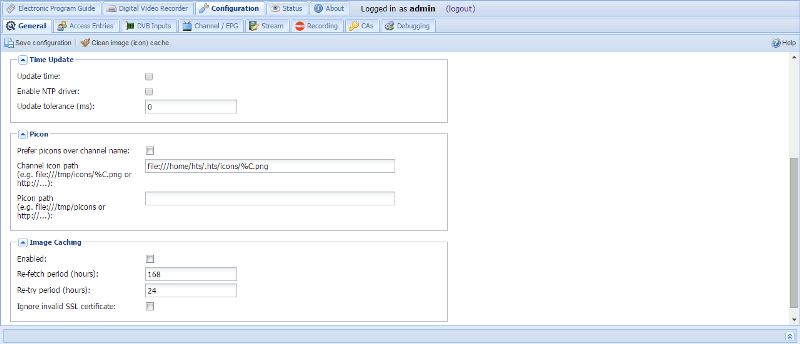 Electronic Program Guide Digital Video Recorder Configuration Status About Logged in as admin (logout)
General Access Entries DVB Inputs Channel / EPG Stream Recording CAs Debugging
Save configuration Clean image (icon) cache Help
Time Update
Update time:
Enable NTP driver:
Update tolerance (ms): 0
Picon
Prefer picons over channel name:
Channel icon path file:///home/hts/.hts/icons/%C.png
(e.g. file:///tmp/icons/%C.png or
http://...):
Picon path
(e.g. file:///tmp/picons or
http://...):
Image Caching
Enabled:
Re-fetch period (hours): 168
Re-try period (hours): 24
Ignore invalid SSL certificate: